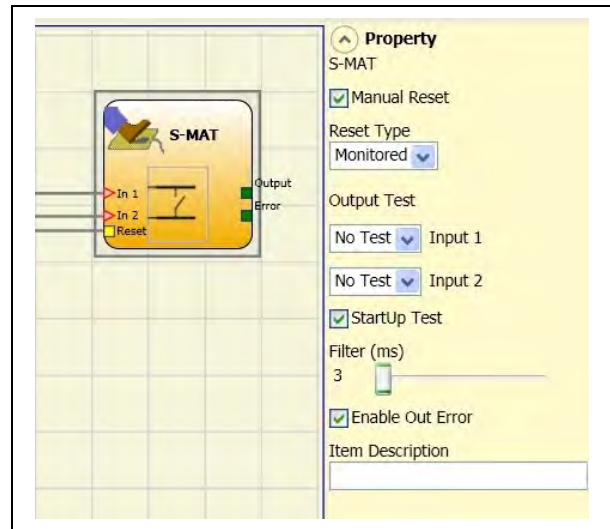 S-MAT
In 1
In 2
Reset
Output
Error
Property
S-MAT
Manual Reset
Reset Type
Monitored
Output Test
No Test Input 1
No Test Input 2
StartUp Test
Filter (ms)
3
Enable Out Error
Item Description